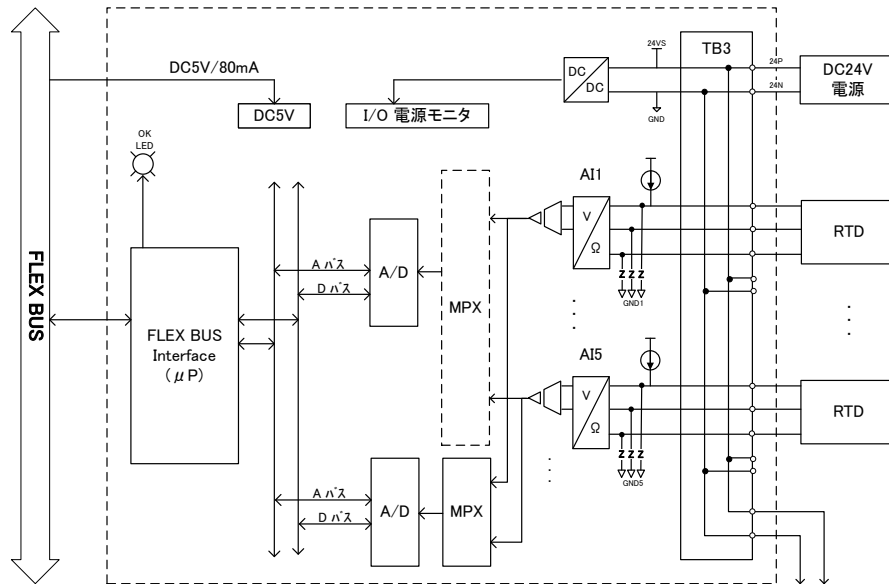 TB3
24VS
24P
DC24V
電源
DC5V/80mA
DC
DC
24N
DC5V
I/O 電源モニタ
GND
OK
LED
AI1
V
Ω
RTD
FLEX BUS
A/D
A バス
D バス
MPX
GND1
FLEX BUS
Interface
(μP)
AI5
V
Ω
RTD
Z Z Z
Z Z Z
GND5
A バス
D バス
A/D
MPX